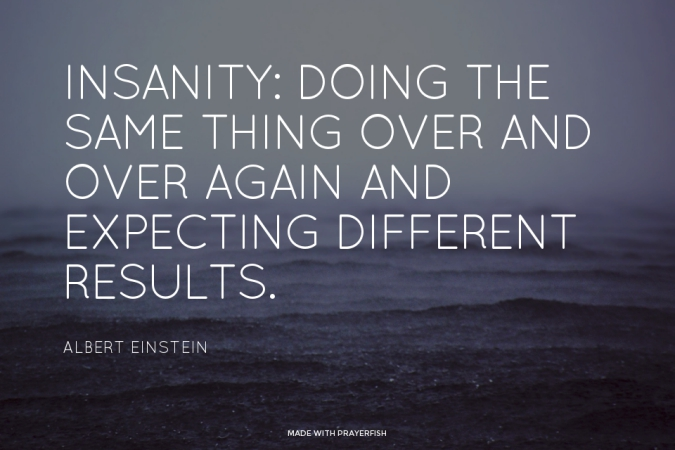 INSANITY: DOING THE
SAME THING OVER AND
OVER AGAIN AND
EXPECTING DIFFERENT
RESULTS.
ALBERT EINSTEIN
MADE WITH PRAYERFISH